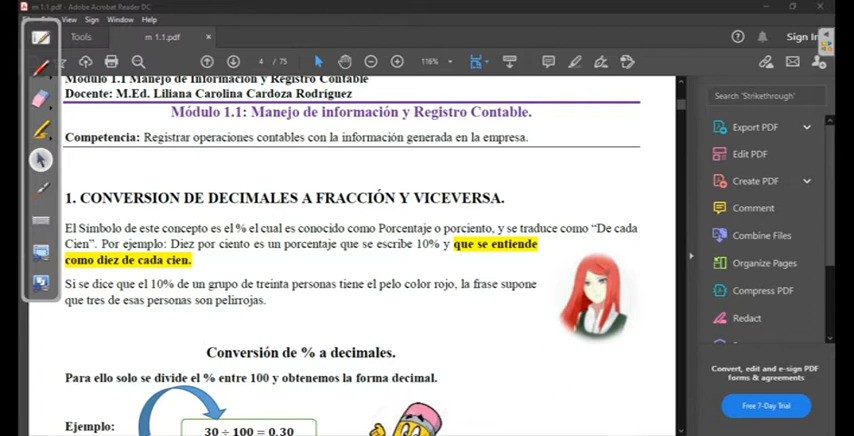 m 1.1.pdf - Adobe Acrobat Reader DC
View Sign Window Help
Tools
m 1.1.pdf
Sign In
4 / 75
116%
Módulo 1.1 Manejo de Información y Registro Contable
Docente: M.Ed. Liliana Carolina Cardoza Rodríguez
Módulo 1.1: Manejo de información y Registro Contable.
Competencia: Registrar operaciones contables con la información generada en la empresa.
1. CONVERSION DE DECIMALES A FRACCIÓN Y VICEVERSA.
El Símbolo de este concepto es el % el cual es conocido como Porcentaje o porciento, y se traduce como “De cada
Cien”. Por ejemplo: Diez por ciento es un porcentaje que se escribe 10% y que se entiende
como diez de cada cien.
Si se dice que el 10% de un grupo de treinta personas tiene el pelo color rojo, la frase supone
que tres de esas personas son pelirrojas.
Conversión de % a decimales.
Para ello solo se divide el % entre 100 y obtenemos la forma decimal.
Ejemplo:
30 ÷ 100 = 0.30
Search 'Strikethrough'
Export PDF
Edit PDF
Create PDF
Comment
Combine Files
Organize Pages
Compress PDF
Redact
Convert, edit and e-sign PDF
forms & agreements
Free 7-Day Trial